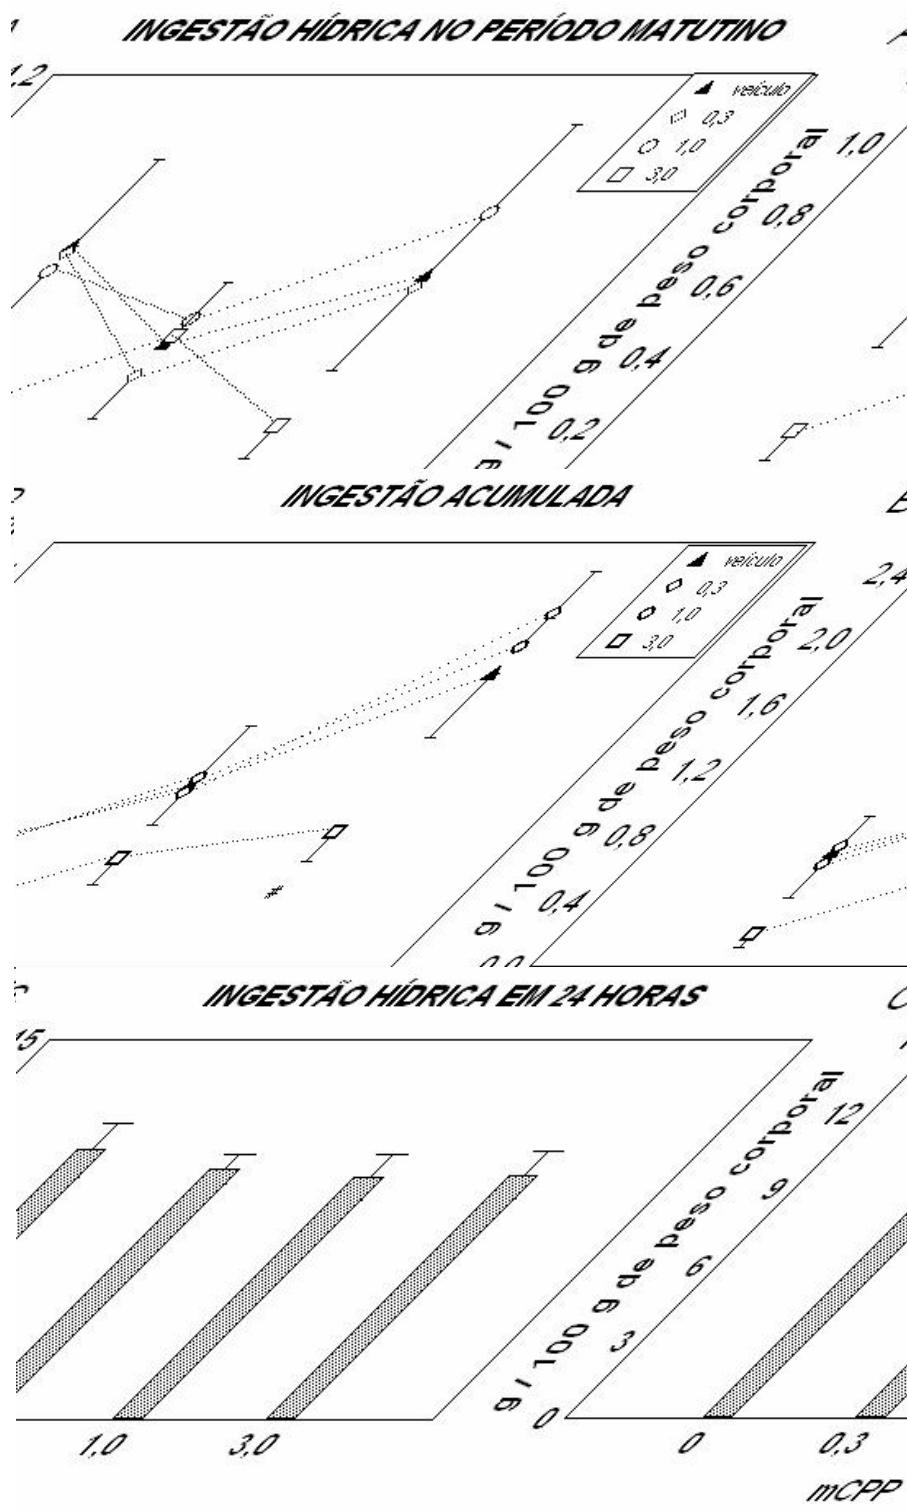 INGESTÃO HÍDRICA NO PERÍODO MATUTINO
A
1,2
veículo
0,3
1,0
3,0
g / 100 g de peso corporal
1,0
0,8
0,6
0,4
0,2
INGESTÃO ACUMULADA
B
veículo
0,3
1,0
3,0
g / 100 g de peso corporal
2,4
2,0
1,6
1,2
0,8
0,4
0,0
#
INGESTÃO HÍDRICA EM 24 HORAS
C
15
g / 100 g de peso corporal
12
9
6
3
0
1,0
3,0
0
0,3
mCPP